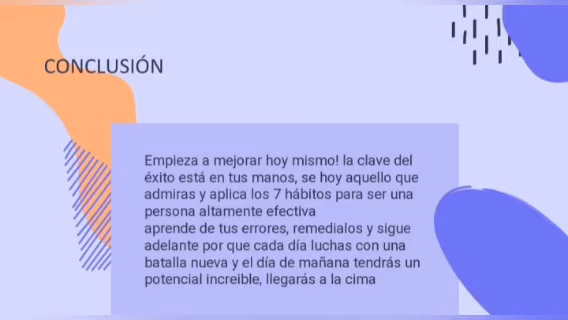 CONCLUSIÓN
Empieza a mejorar hoy mismo! la clave del
éxito está en tus manos, se hoy aquello que
admiras y aplica los 7 hábitos para ser una
persona altamente efectiva
aprende de tus errores, remedialos y sigue
adelante por que cada día luchas con una
batalla nueva y el día de mañana tendrás un
potencial increible, llegarás a la cima